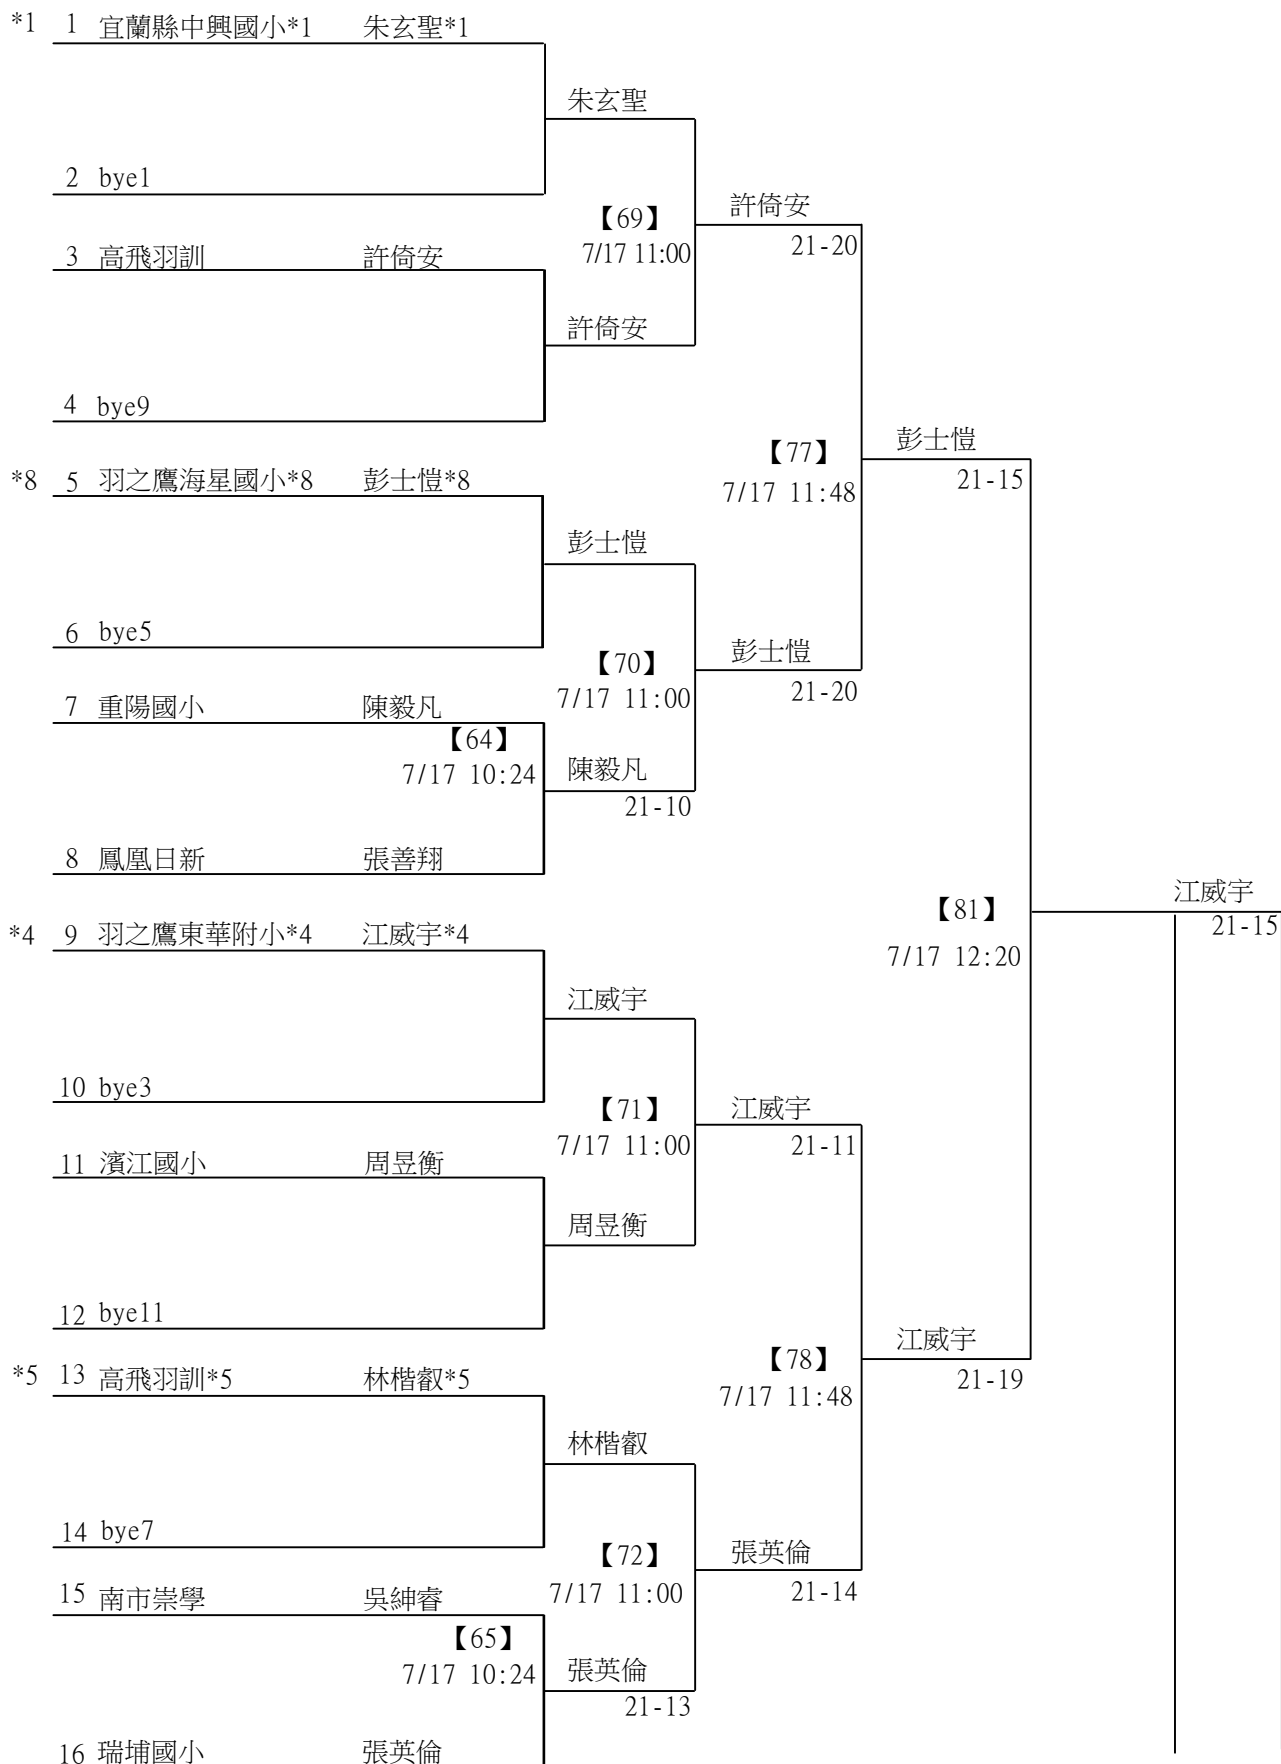 *1 1 宜蘭縣中興國小*1 朱玄聖*1
朱玄聖
2 bye1
【69】
7/17 11:00
許倚安
21-20
3 高飛羽訓 許倚安
許倚安
4 bye9
【77】
7/17 11:48
彭士愷
21-15
*8 5 羽之鷹海星國小*8 彭士愷*8
彭士愷
6 bye5
【70】
7/17 11:00
彭士愷
21-20
7 重陽國小 陳毅凡
【64】
7/17 10:24
陳毅凡
21-10
8 鳳凰日新 張善翔
【81】
7/17 12:20
江威宇
21-15
*4 9 羽之鷹東華附小*4 江威宇*4
江威宇
10 bye3
【71】
7/17 11:00
江威宇
21-11
11 濱江國小 周昱衡
周昱衡
12 bye11
【78】
7/17 11:48
江威宇
21-19
*5 13 高飛羽訓*5 林楷叡*5
林楷叡
14 bye7
【72】
7/17 11:00
張英倫
21-14
15 南市崇學 吳紳睿
【65】
7/17 10:24
張英倫
21-13
16 瑞埔國小 張英倫